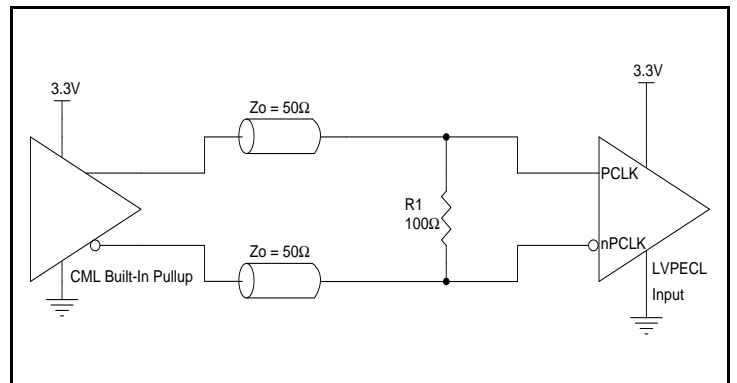 3.3V
3.3V
Zo = 50Ω
PCLK
R1
100Ω
nPCLK
Zo = 50Ω
CML Built-In Pullup
LVPECL
Input